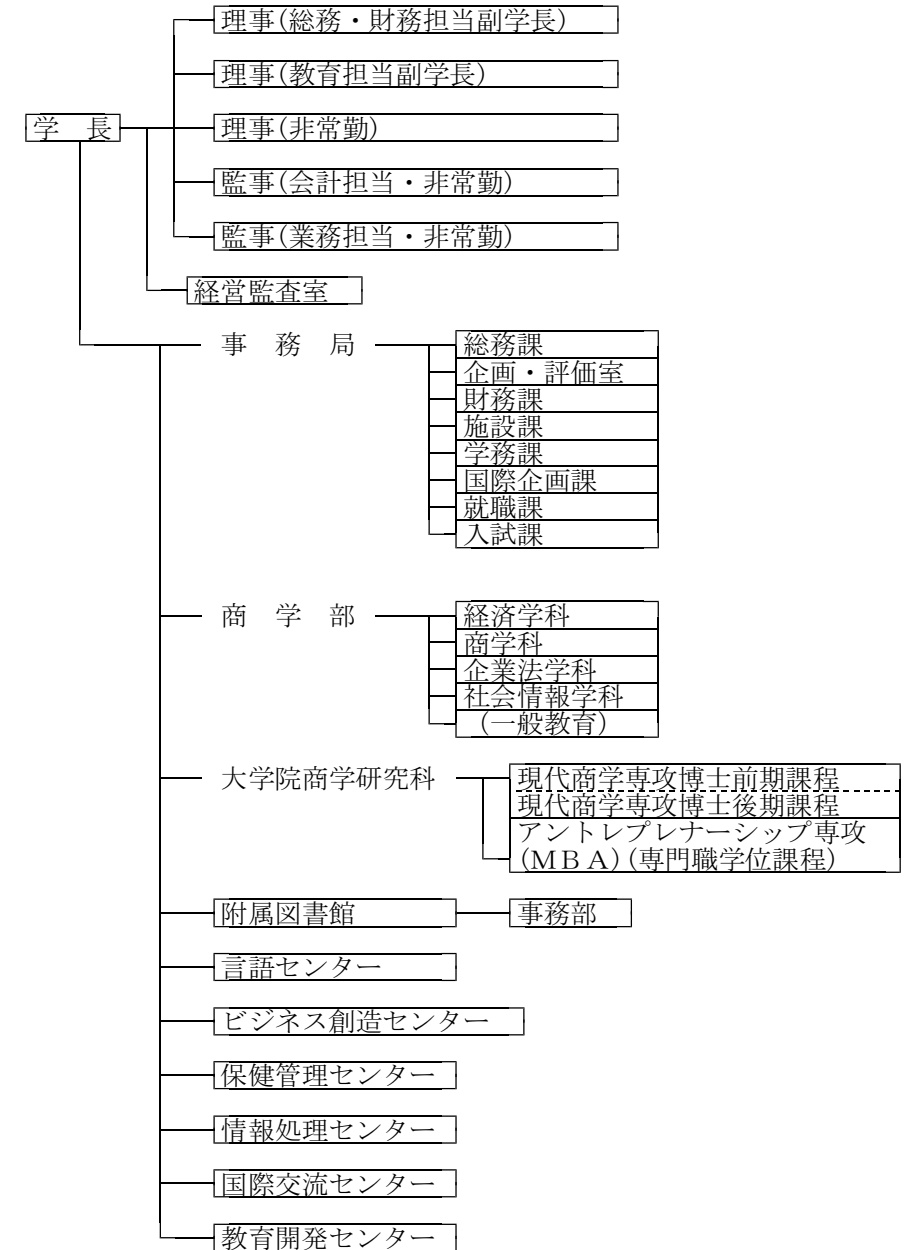 理事(総務・財務担当副学長)
理事(教育担当副学長)
学　長
理事(非常勤)
監事(会計担当・非常勤)
監事(業務担当・非常勤)
経営監査室
事　務　局
総務課
企画・評価室
財務課
施設課
学務課
国際企画課
就職課
入試課
商　学　部
経済学科
商学科
企業法学科
社会情報学科
(一般教育)
大学院商学研究科
現代商学専攻博士前期課程
現代商学専攻博士後期課程
アントレプレナーシップ専攻
(ＭＢＡ)(専門職学位課程)
附属図書館
事務部
言語センター
ビジネス創造センター
保健管理センター
情報処理センター
国際交流センター
教育開発センター